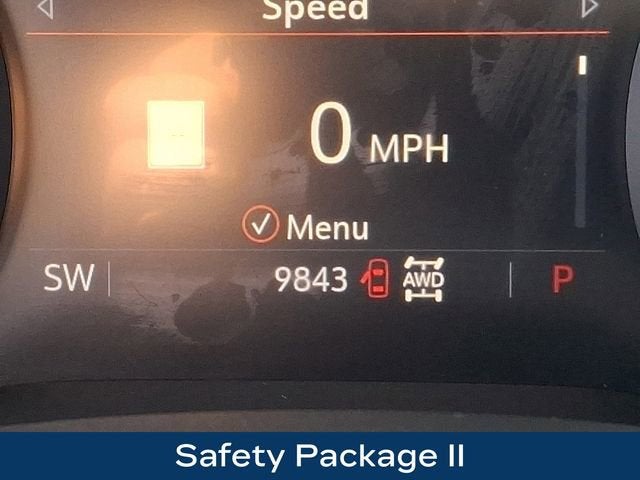 Speed
0 MPH
Menu
SW 9843 AWD P
Safety Package II